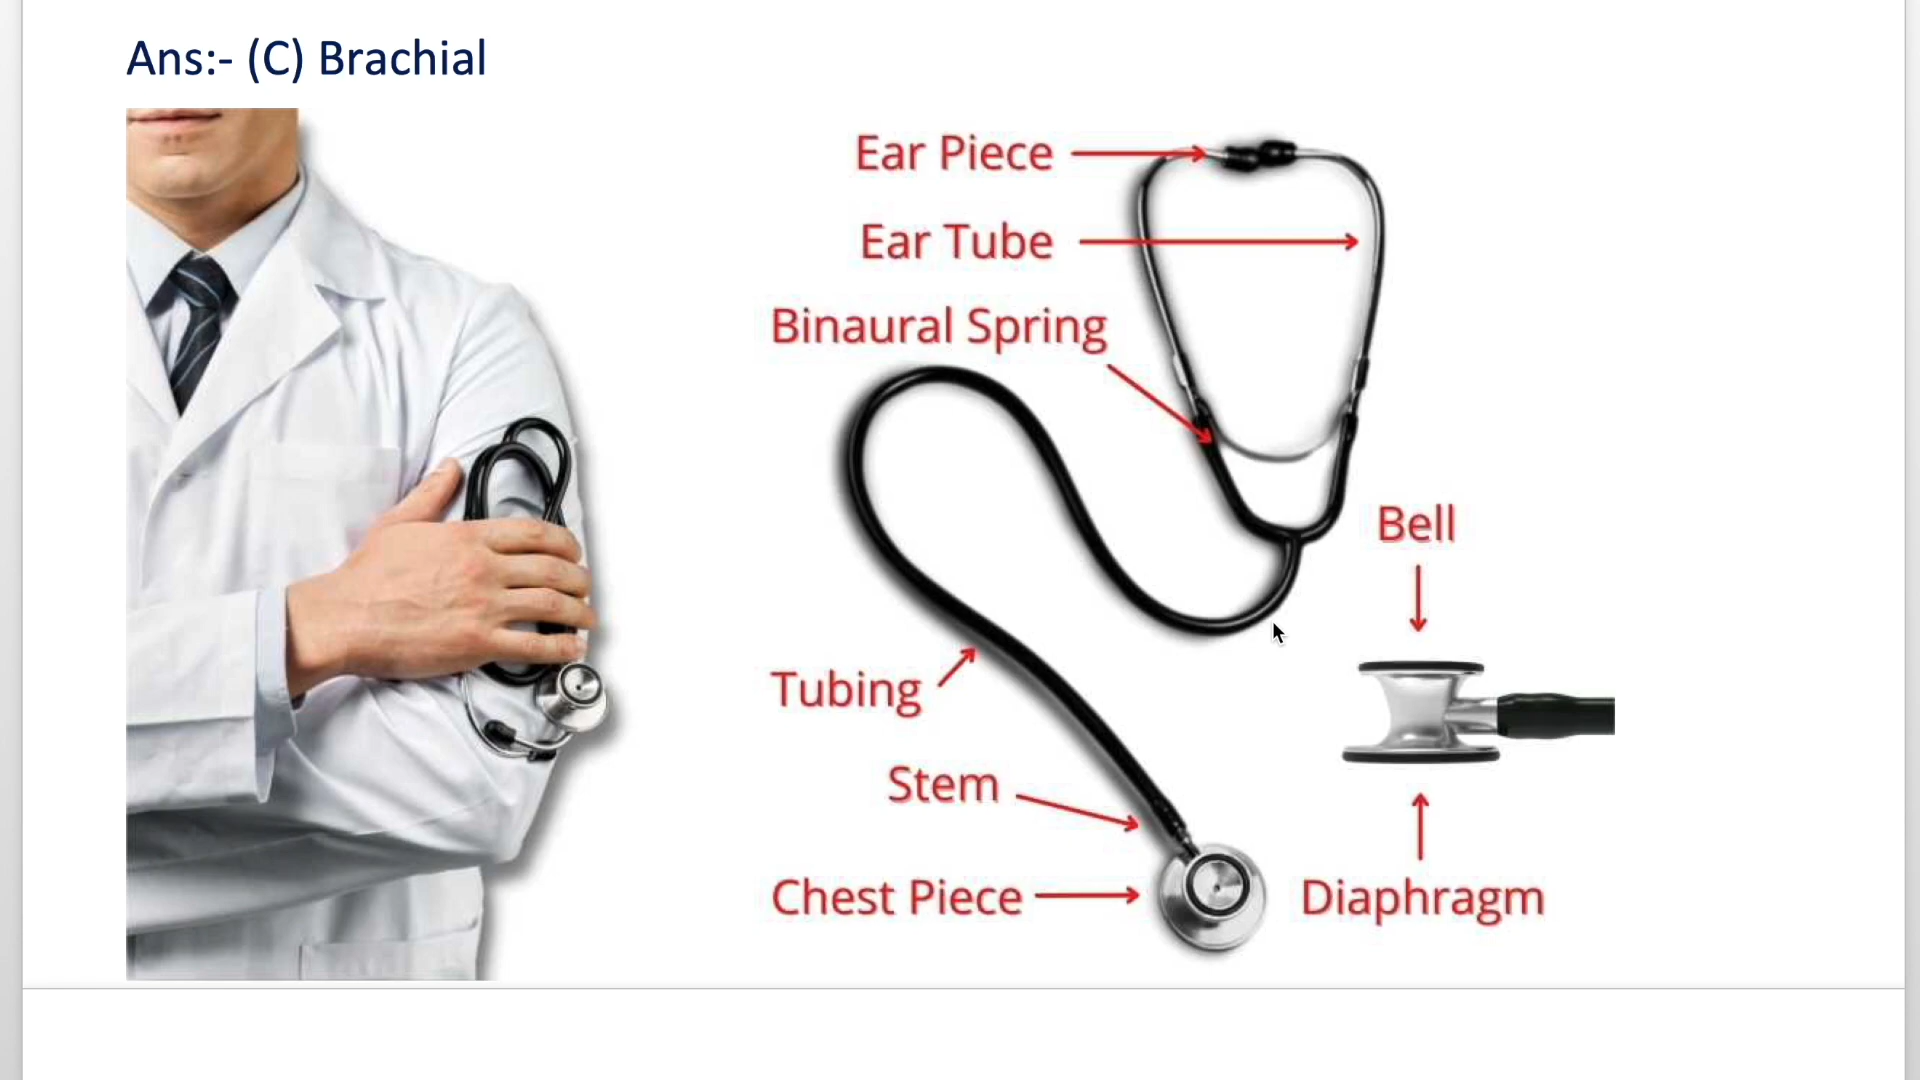 Ans:- (C) Brachial
Ear Piece
Ear Tube
Binaural Spring
Bell
Tubing
Stem
Chest Piece
Diaphragm